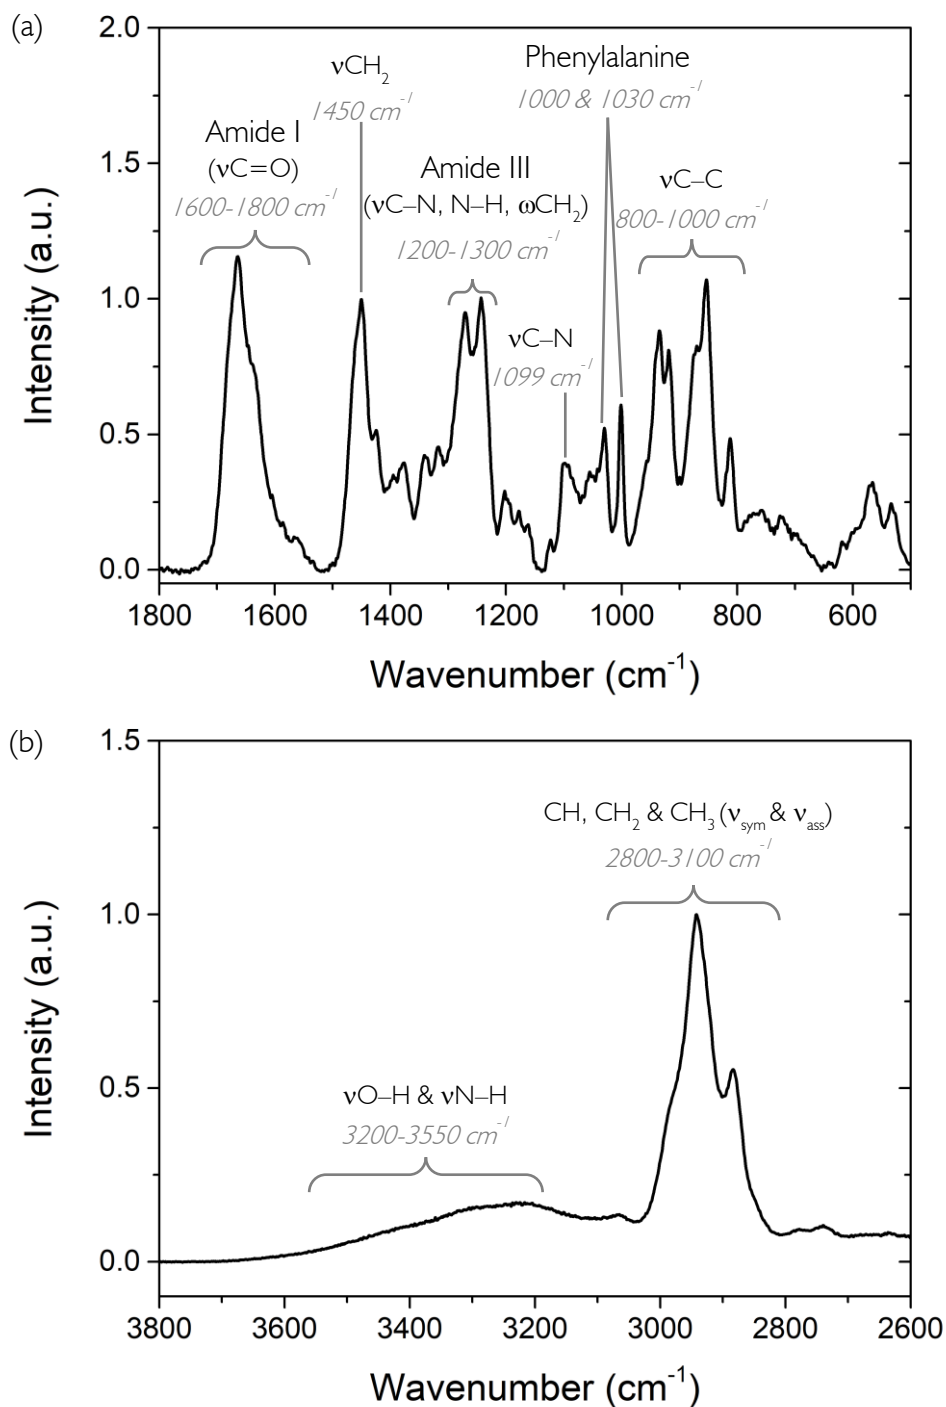 (a)
2.0
1.5
1.0
0.5
0.0
Intensity (a.u.)
νCH₂
1450 cm⁻¹
Amide I
(νC=O)
1600-1800 cm⁻¹
Amide III
(νC–N, N–H, ωCH₂)
1200-1300 cm⁻¹
νC–N
1099 cm⁻¹
Phenylalanine
1000 & 1030 cm⁻¹
νC–C
800-1000 cm⁻¹
1800 1600 1400 1200 1000 800 600
Wavenumber (cm⁻¹)
(b)
1.5
1.0
0.5
0.0
Intensity (a.u.)
CH, CH₂ & CH₃ (νsym & νass)
2800-3100 cm⁻¹
νO–H & νN–H
3200-3550 cm⁻¹
3800 3600 3400 3200 3000 2800 2600
Wavenumber (cm⁻¹)